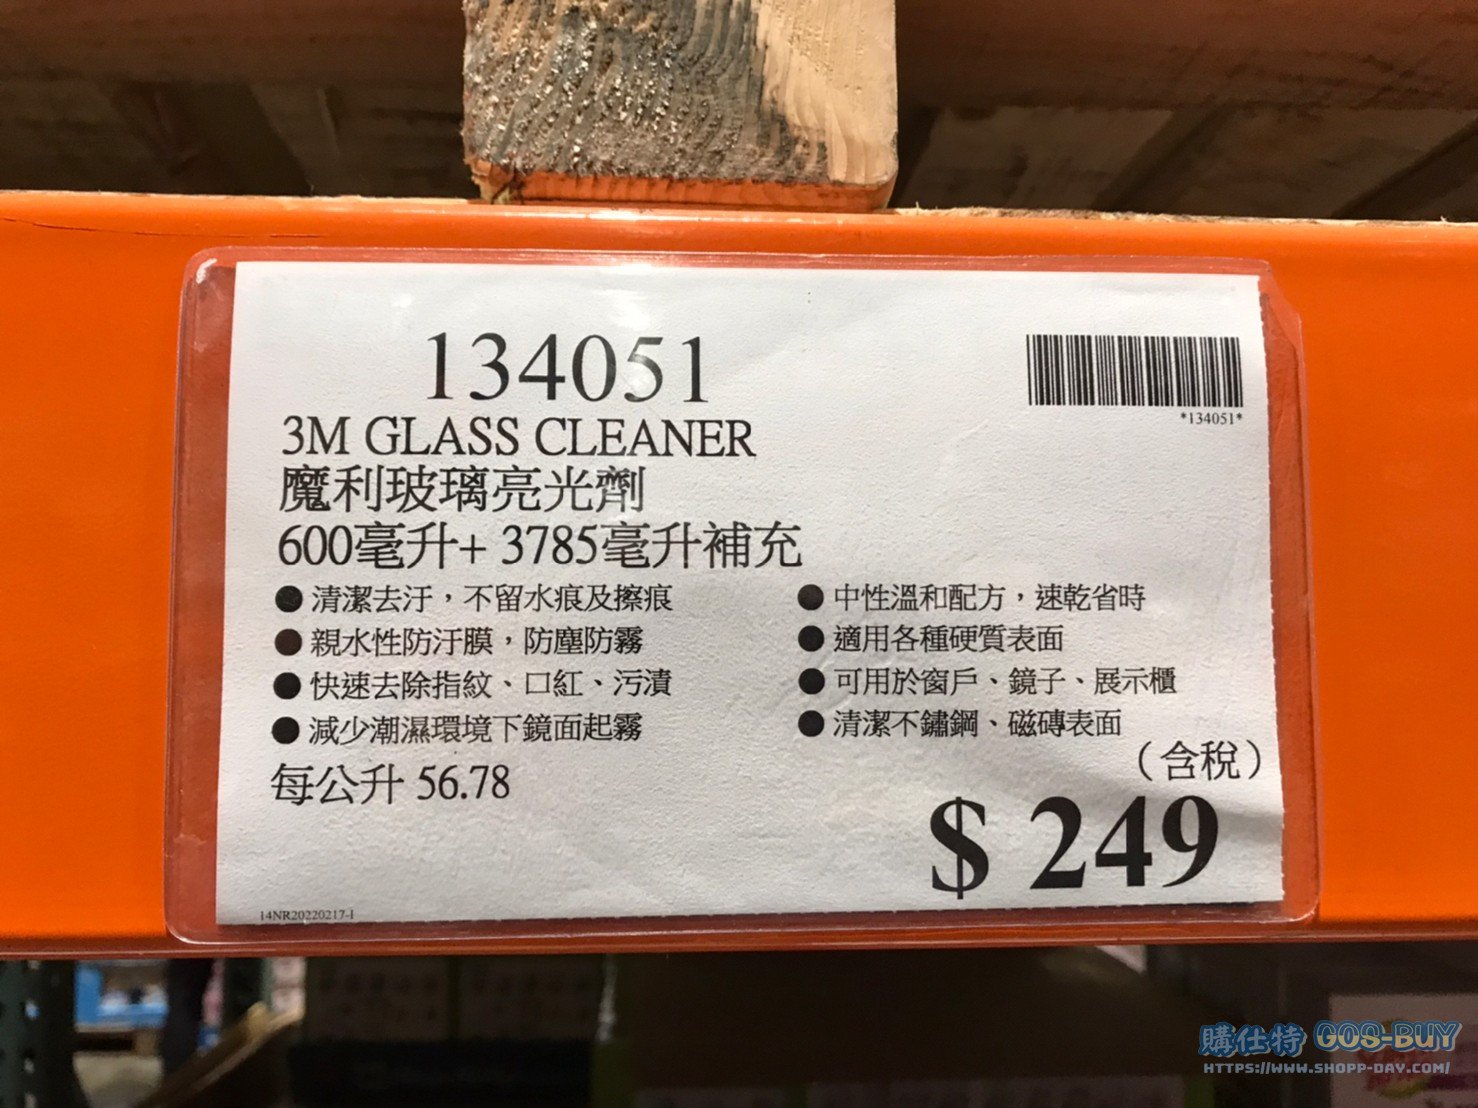 134051
*134051*
3M GLASS CLEANER
魔利玻璃亮光劑
600毫升+ 3785毫升補充
●清潔去汙，不留水痕及擦痕
●親水性防汙膜，防塵防霧
●快速去除指紋、口紅、污漬
●減少潮濕環境下鏡面起霧
●中性溫和配方，速乾省時
●適用各種硬質表面
●可用於窗戶、鏡子、展示櫃
●清潔不鏽鋼、磁磚表面
每公升 56.78
（含稅）
$ 249
14NR20220217-1
購仕特 GOS-BUY
HTTPS://WWW.SHOPP-DAY.COM/